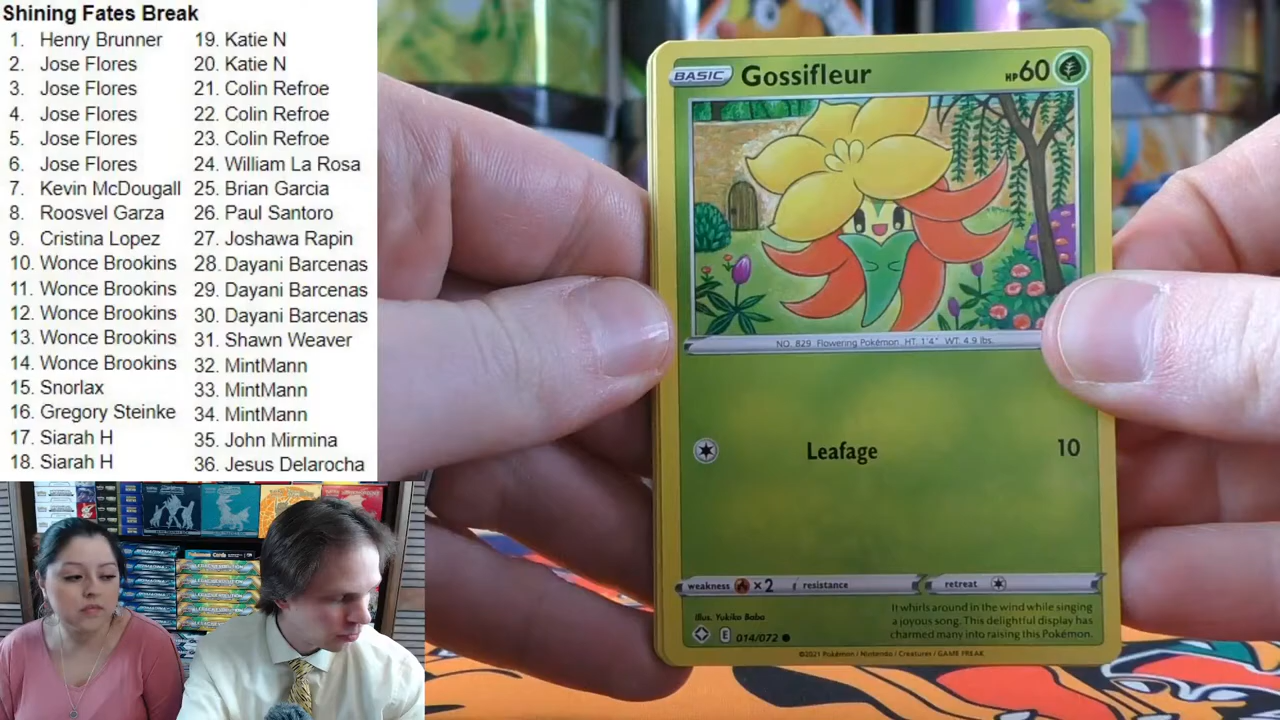 Shining Fates Break
1. Henry Brunner
2. Jose Flores
3. Jose Flores
4. Jose Flores
5. Jose Flores
6. Jose Flores
7. Kevin McDougall
8. Roosvel Garza
9. Cristina Lopez
10. Wonce Brookins
11. Wonce Brookins
12. Wonce Brookins
13. Wonce Brookins
14. Wonce Brookins
15. Snorlax
16. Gregory Steinke
17. Siarah H
18. Siarah H
19. Katie N
20. Katie N
21. Colin Refroe
22. Colin Refroe
23. Colin Refroe
24. William La Rosa
25. Brian Garcia
26. Paul Santoro
27. Joshawa Rapin
28. Dayani Barcenas
29. Dayani Barcenas
30. Dayani Barcenas
31. Shawn Weaver
32. MintMann
33. MintMann
34. MintMann
35. John Mirmina
36. Jesus Delarocha
BASIC Gossifleur HP 60
NO. 829 Flowering Pokémon HT: 1'4" WT: 4.9 lbs.
Leafage 10
weakness ×2 resistance retreat
Illus. Yukiko Baba
It whirls around in the wind while singing
a joyous song. This delightful display has
charmed many into raising this Pokémon.
E 014/072
©2021 Pokémon / Nintendo / Creatures / GAME FREAK